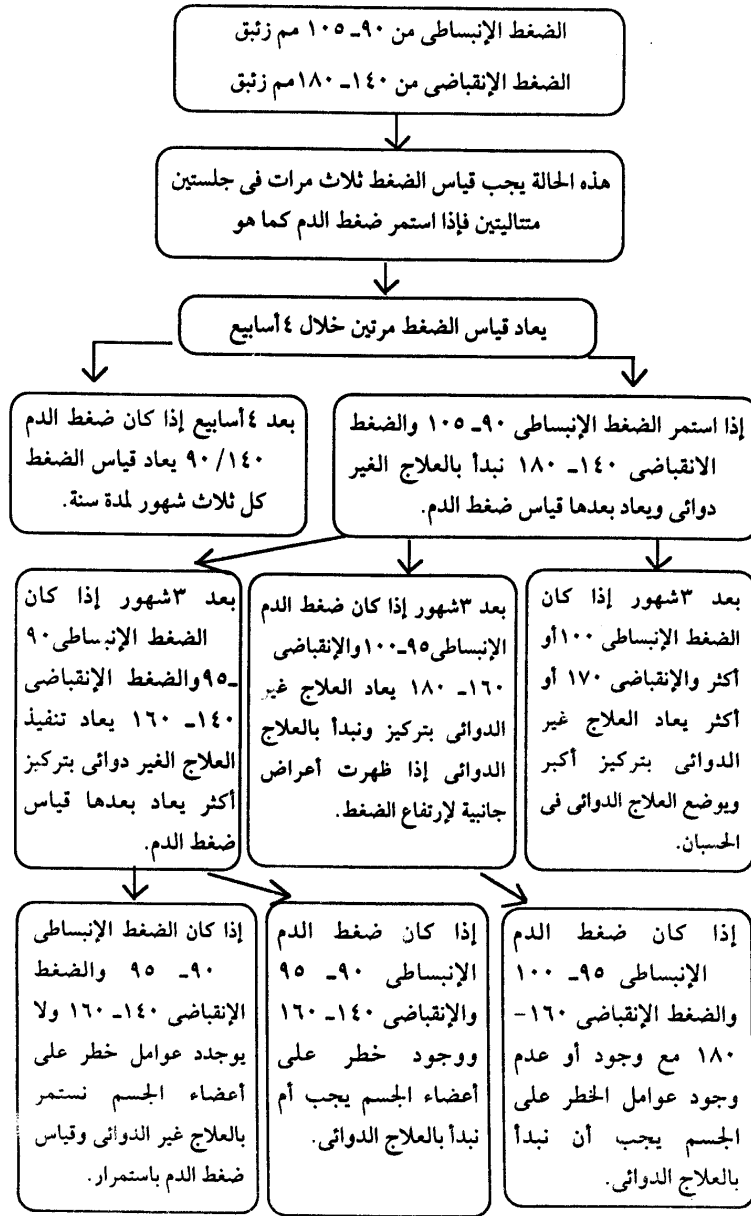 الضغط الإنبساطى من ٩٠ـ ١٠٥ مم زئبق
الضغط الإنقباضى من ١٤٠ـ ١٨٠مم زئبق
هذه الحالة يجب قياس الضغط ثلاث مرات فى جلستين
متتاليتين فإذا استمر ضغط الدم كما هو
يعاد قياس الضغط مرتين خلال ٤ أسابيع
إذا استمر الضغط الإنبساطى ٩٠ـ ١٠٥ والضغط
الانقباضى ١٤٠ـ ١٨٠ نبدأ بالعلاج الغير
دوائى ويعاد بعدها قياس ضغط الدم.
بعد ٤ أسابيع إذا كان ضغط الدم
١٤٠/ ٩٠ يعاد قياس الضغط
كل ثلاث شهور لمدة سنة.
بعد ٣شهور إذا كان
الضغط الإنبساطى ١٠٠أو
أكثر والإنقباضى ١٧٠ أو
أكثر يعاد العلاج غير
الدوائى بتركيز أكبر
ويوضع العلاج الدوائى فى
الحسبان.
بعد ٣شهور إذا كان ضغط الدم
الإنبساطى٩٥ـ١٠٠والإنقباضى
١٦٠ـ ١٨٠ يعاد العلاج غير
الدوائى بتركيز ونبدأ بالعلاج
الدوائى إذا ظهرت أعراض
جانبية لإرتفاع الضغط.
بعد ٣شهور إذا كان
الضغط الإنبساطى٩٠
ـ٩٥والضغط الإنقباضى
١٤٠ـ ١٦٠ يعاد تنفيذ
العلاج الغير دوائى بتركيز
أكثر يعاد بعدها قياس
ضغط الدم.
إذا كان ضغط الدم
الإنبساطى ٩٥ـ ١٠٠
والضغط الإنقباضى ١٦٠-
١٨٠ مع وجود أو عدم
وجود عوامل الخطر على
الجسم يجب أن نبدأ
بالعلاج الدوائى.
إذا كان ضغط الدم
الإنبساطى ٩٠ـ ٩٥
والإنقباضى ١٤٠ـ ١٦٠
ووجود خطر على
أعضاء الجسم يجب أم
نبدأ بالعلاج الدوائى.
إذا كان الضغط الإنبساطى
٩٠ـ ٩٥ والضغط
الإنقباضى ١٤٠ـ ١٦٠ ولا
يوجدد عوامل خطر على
أعضاء الجسم نستمر
بالعلاج غير الدوائى وقياس
ضغط الدم باستمرار.